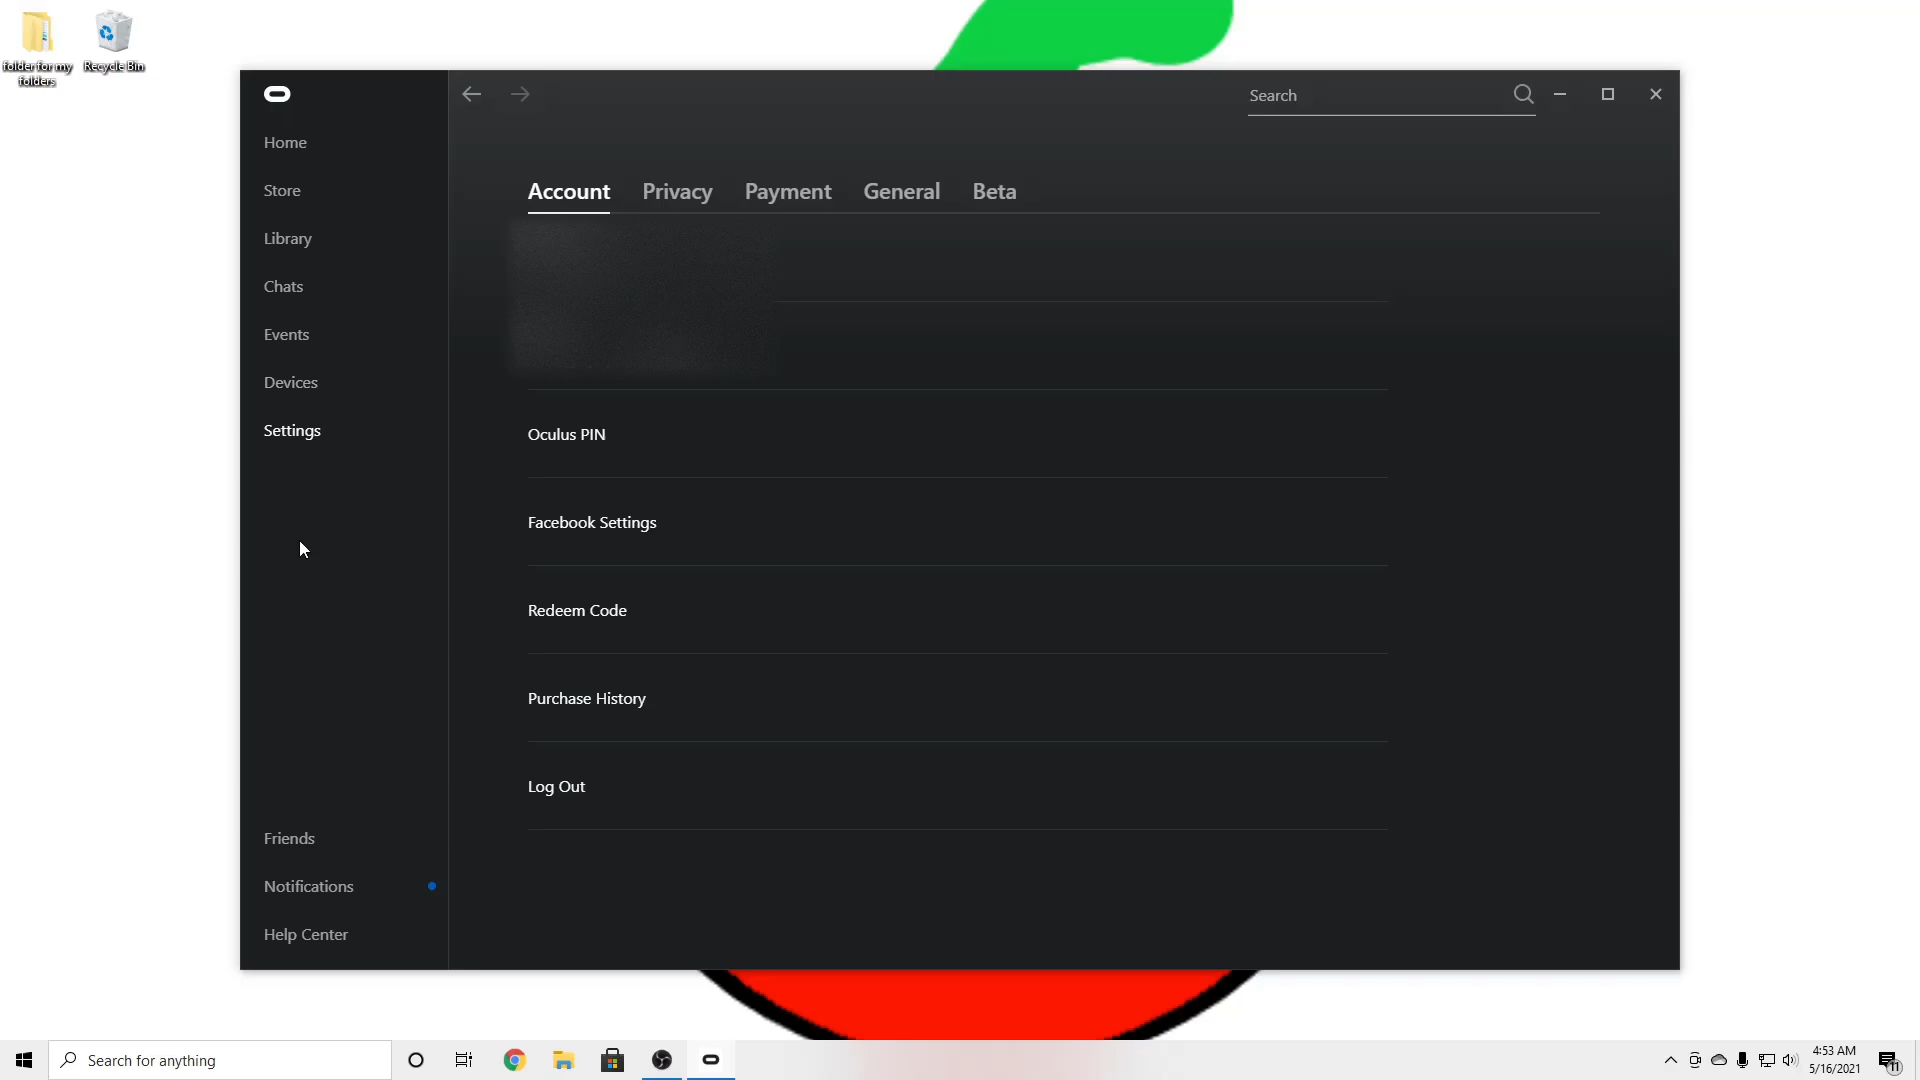 folder for my
folders
Recycle Bin
Search
Home
Store
Library
Chats
Events
Devices
Settings
Friends
Notifications
Help Center
Account Privacy Payment General Beta
Oculus PIN
Facebook Settings
Redeem Code
Purchase History
Log Out
Search for anything
4:53 AM
5/16/2021
11